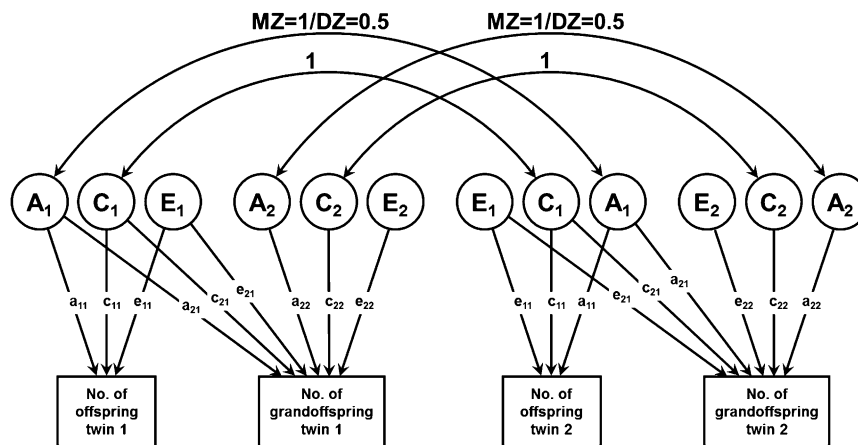 MZ=1/DZ=0.5 MZ=1/DZ=0.5
1 1
A₁ C₁ E₁ A₂ C₂ E₂ E₁ C₁ A₁ E₂ C₂ A₂
a₁₁ c₁₁ e₁₁ a₂₁ c₂₁ e₂₁ a₂₂ c₂₂ e₂₂ e₁₁ c₁₁ a₁₁ e₂₁ c₂₁ a₂₁ e₂₂ c₂₂ a₂₂
No. of
offspring
twin 1
No. of
grandoffspring
twin 1
No. of
offspring
twin 2
No. of
grandoffspring
twin 2